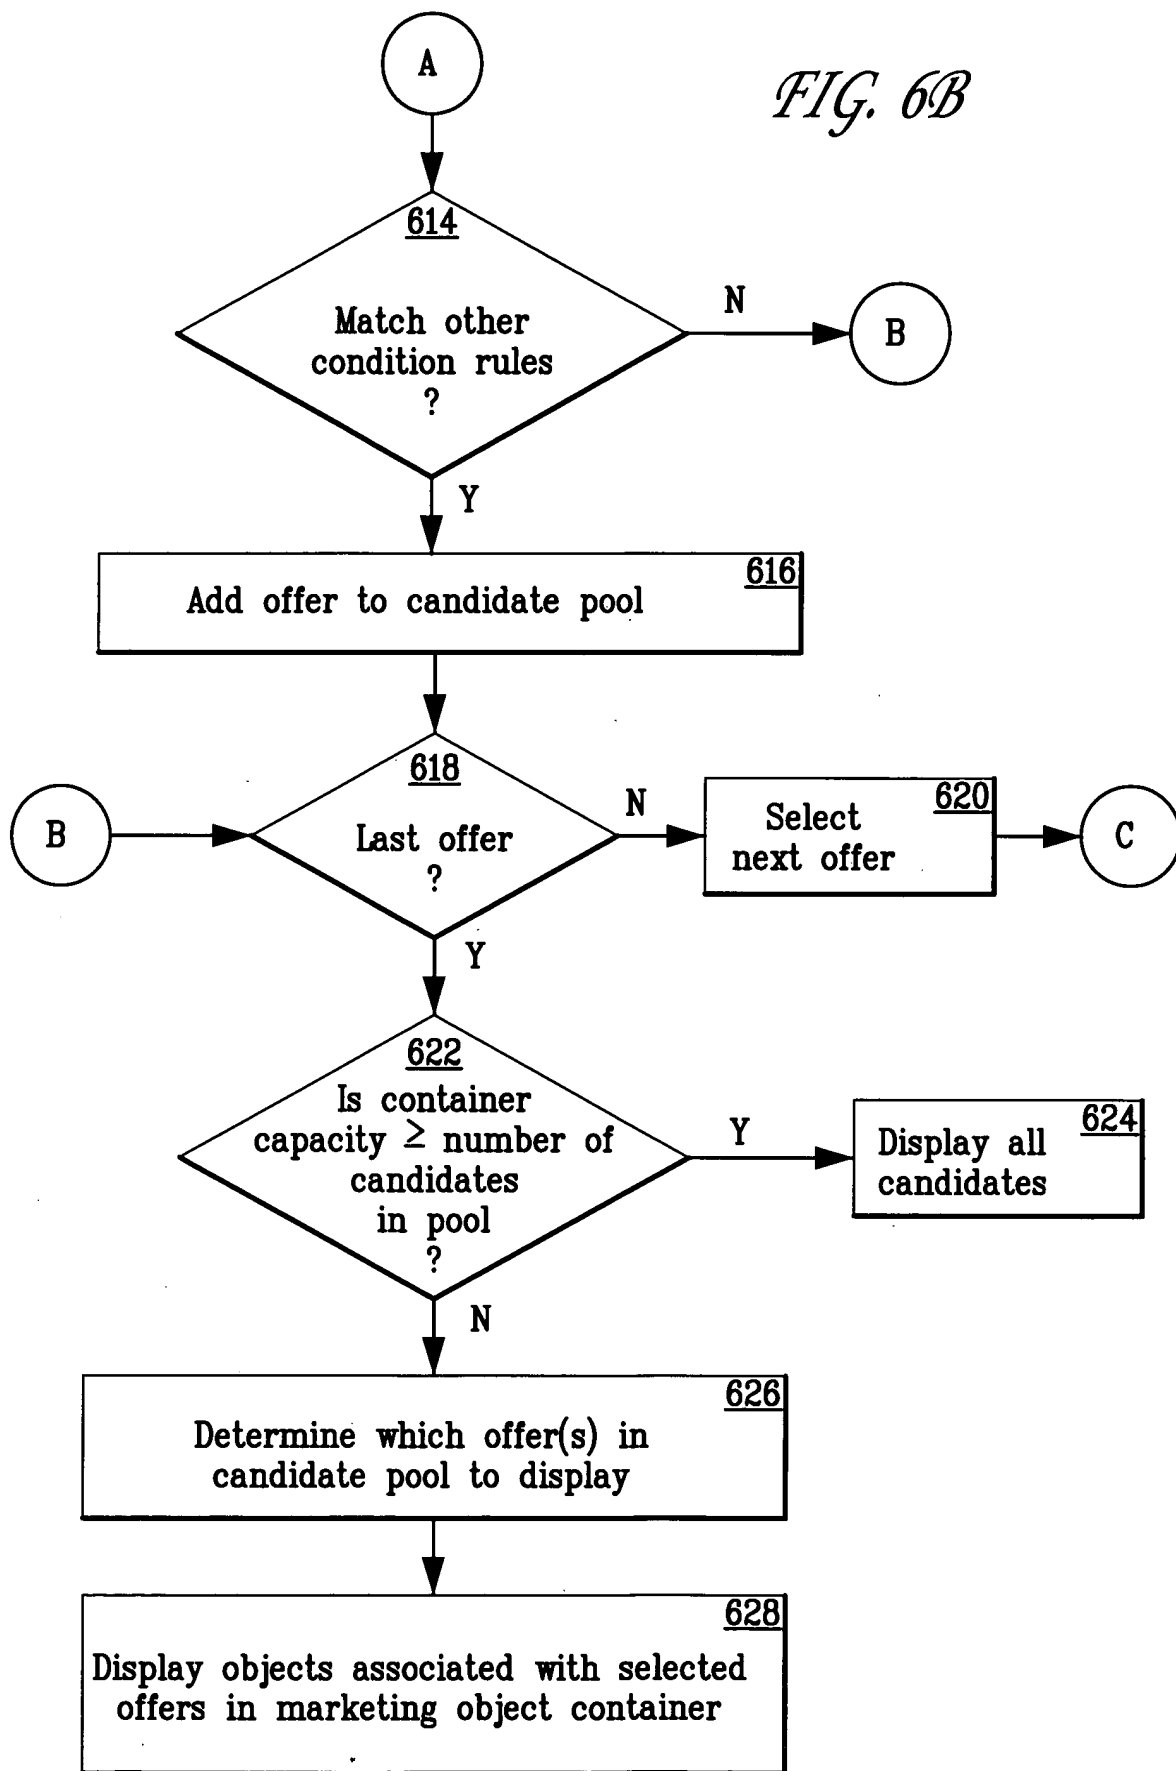 A
FIG. 6B
614
Match other
condition rules
?
N
B
Y
616
Add offer to candidate pool
B
618
Last offer
?
N
620
Select
next offer
C
Y
622
Is container
capacity ≥ number of
candidates
in pool
?
Y
624
Display all
candidates
N
626
Determine which offer(s) in
candidate pool to display
628
Display objects associated with selected
offers in marketing object container